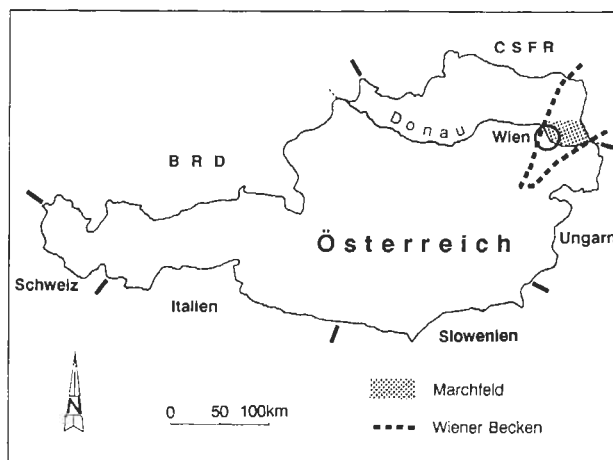 CSFR
Donau
Wien
BRD
Österreich
Ungarn
Schweiz
Italien
Slowenien
N
0 50 100km
Marchfeld
Wiener Becken